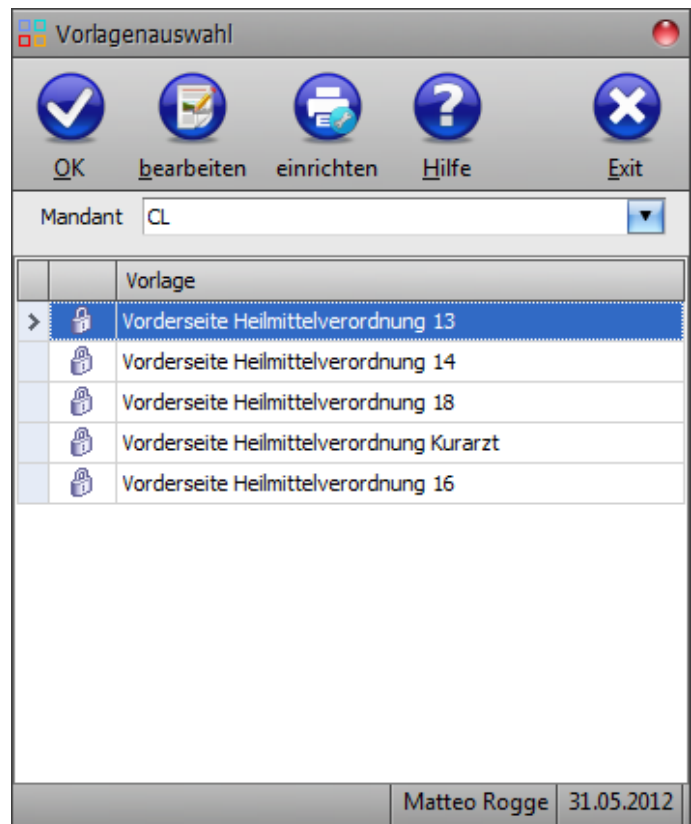 Vorlagenauswahl
OK bearbeiten einrichten Hilfe Exit
Mandant CL
Vorlage
Vorderseite Heilmittelverordnung 13
Vorderseite Heilmittelverordnung 14
Vorderseite Heilmittelverordnung 18
Vorderseite Heilmittelverordnung Kurarzt
Vorderseite Heilmittelverordnung 16
Matteo Rogge 31.05.2012